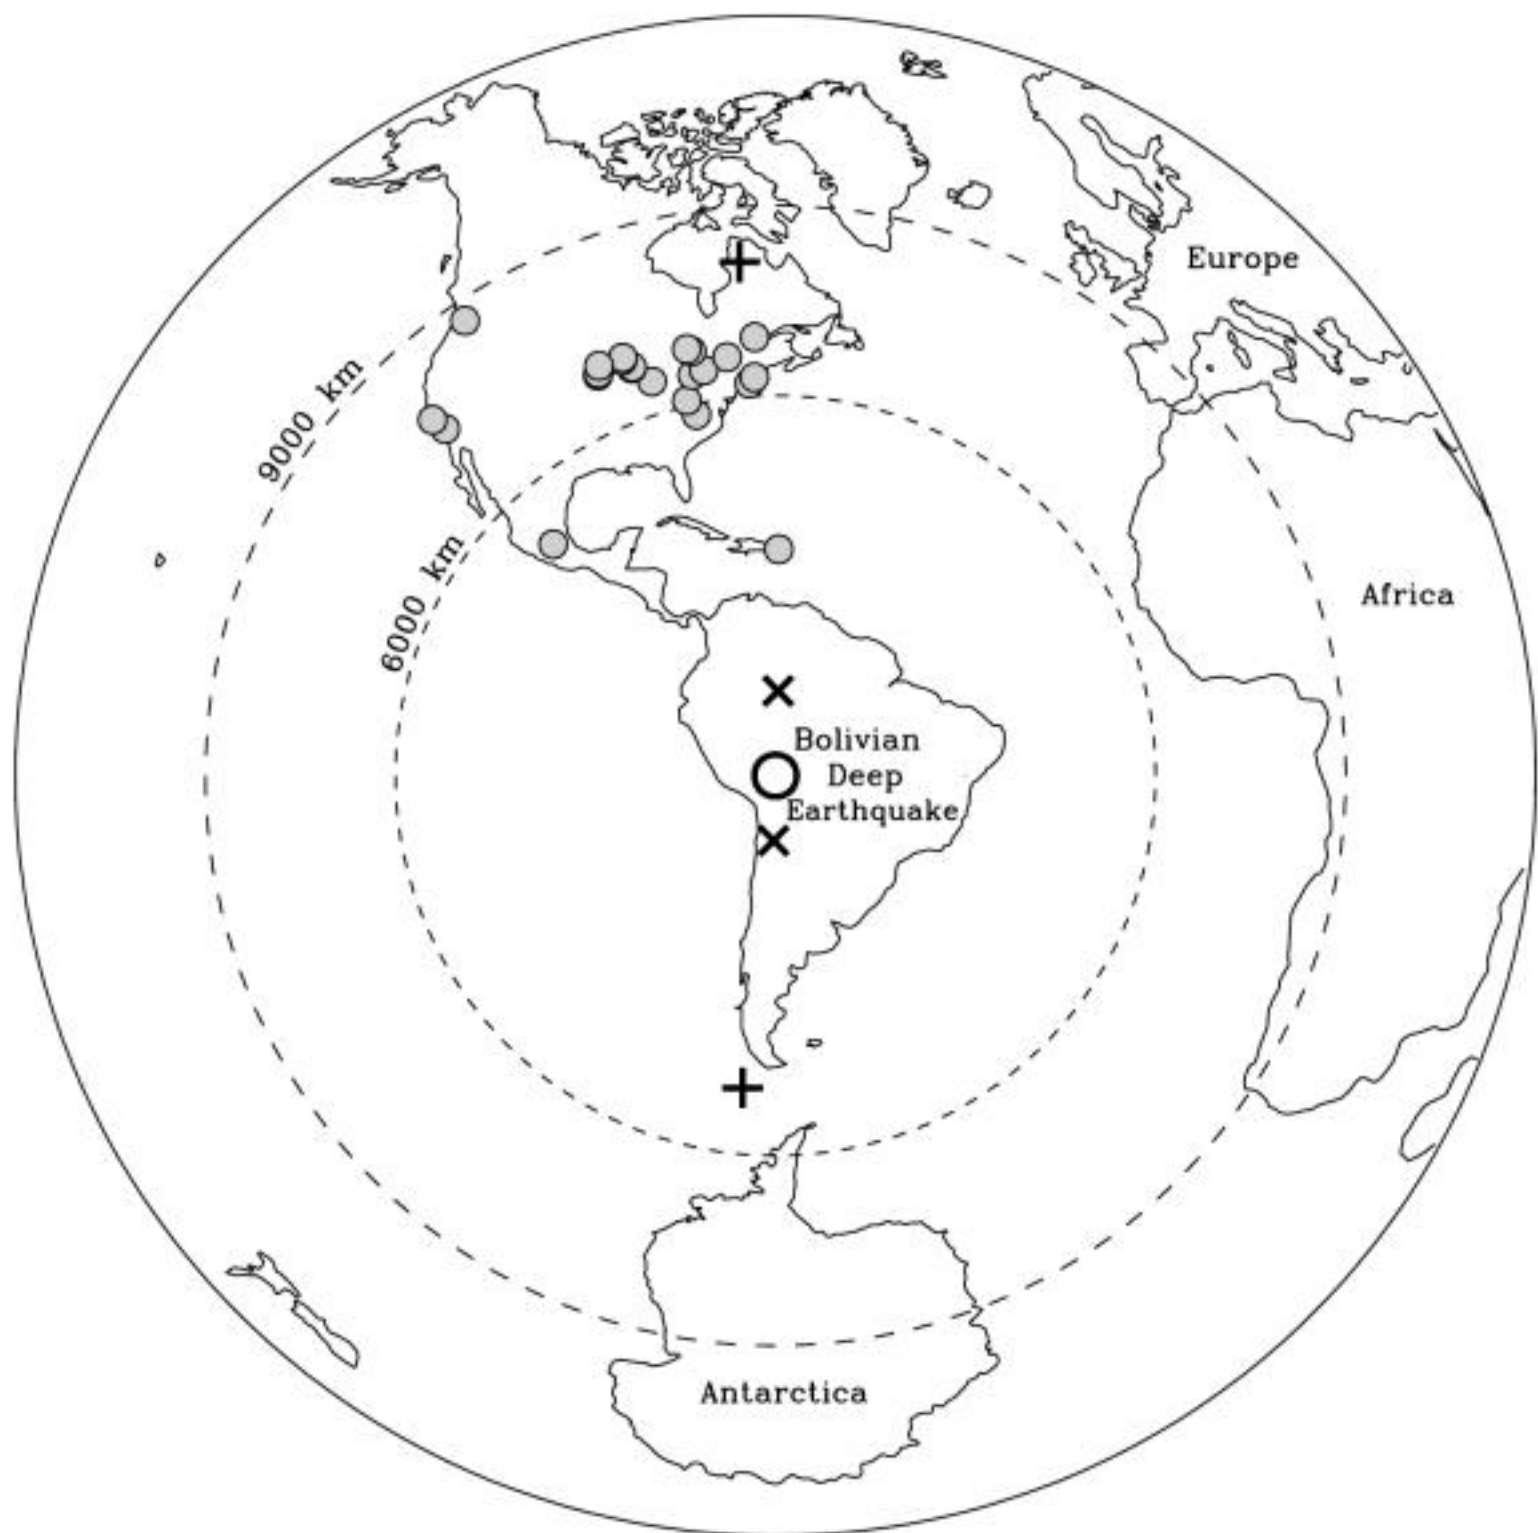 Europe
9000 km
6000 km
Africa
Bolivian
Deep
Earthquake
Antarctica